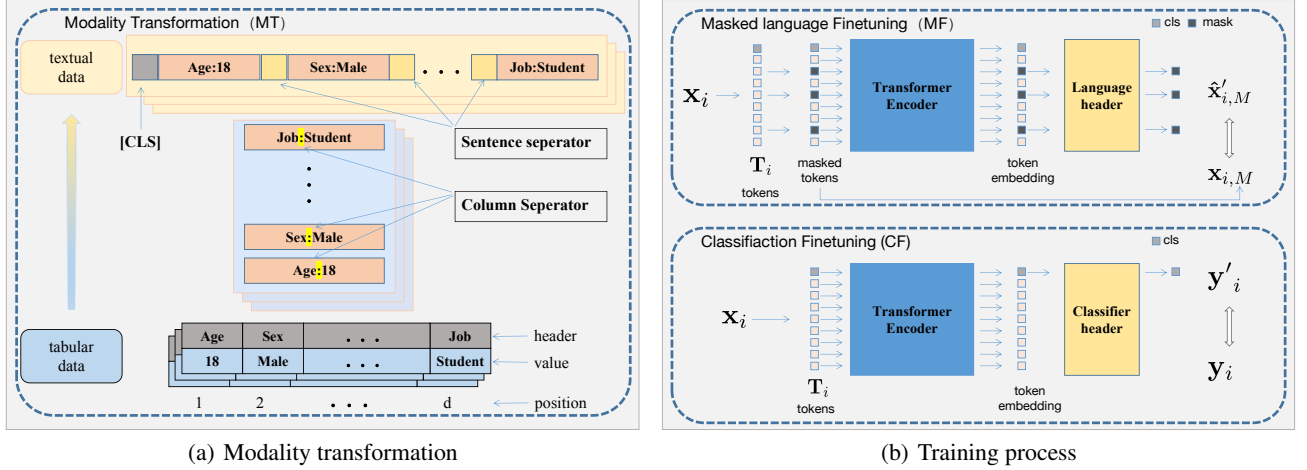 Modality Transformation（MT）
textual
data
Age:18
Sex:Male
. . .
Job:Student
[CLS]
Job:Student
Sentence seperator
Column Seperator
Sex:Male
Age:18
tabular
data
Age Sex . . . Job
18 Male . . . Student
header
value
1 2 . . . d
position
(a) Modality transformation
Masked language Finetuning（MF）
cls mask
Transformer
Encoder
Language
header
x_i
x̂′_{i,M}
x_{i,M}
T_i
tokens
masked
tokens
token
embedding
Classifiaction Finetuning (CF)
cls
Transformer
Encoder
Classifier
header
x_i
y′_i
y_i
T_i
tokens
token
embedding
(b) Training process